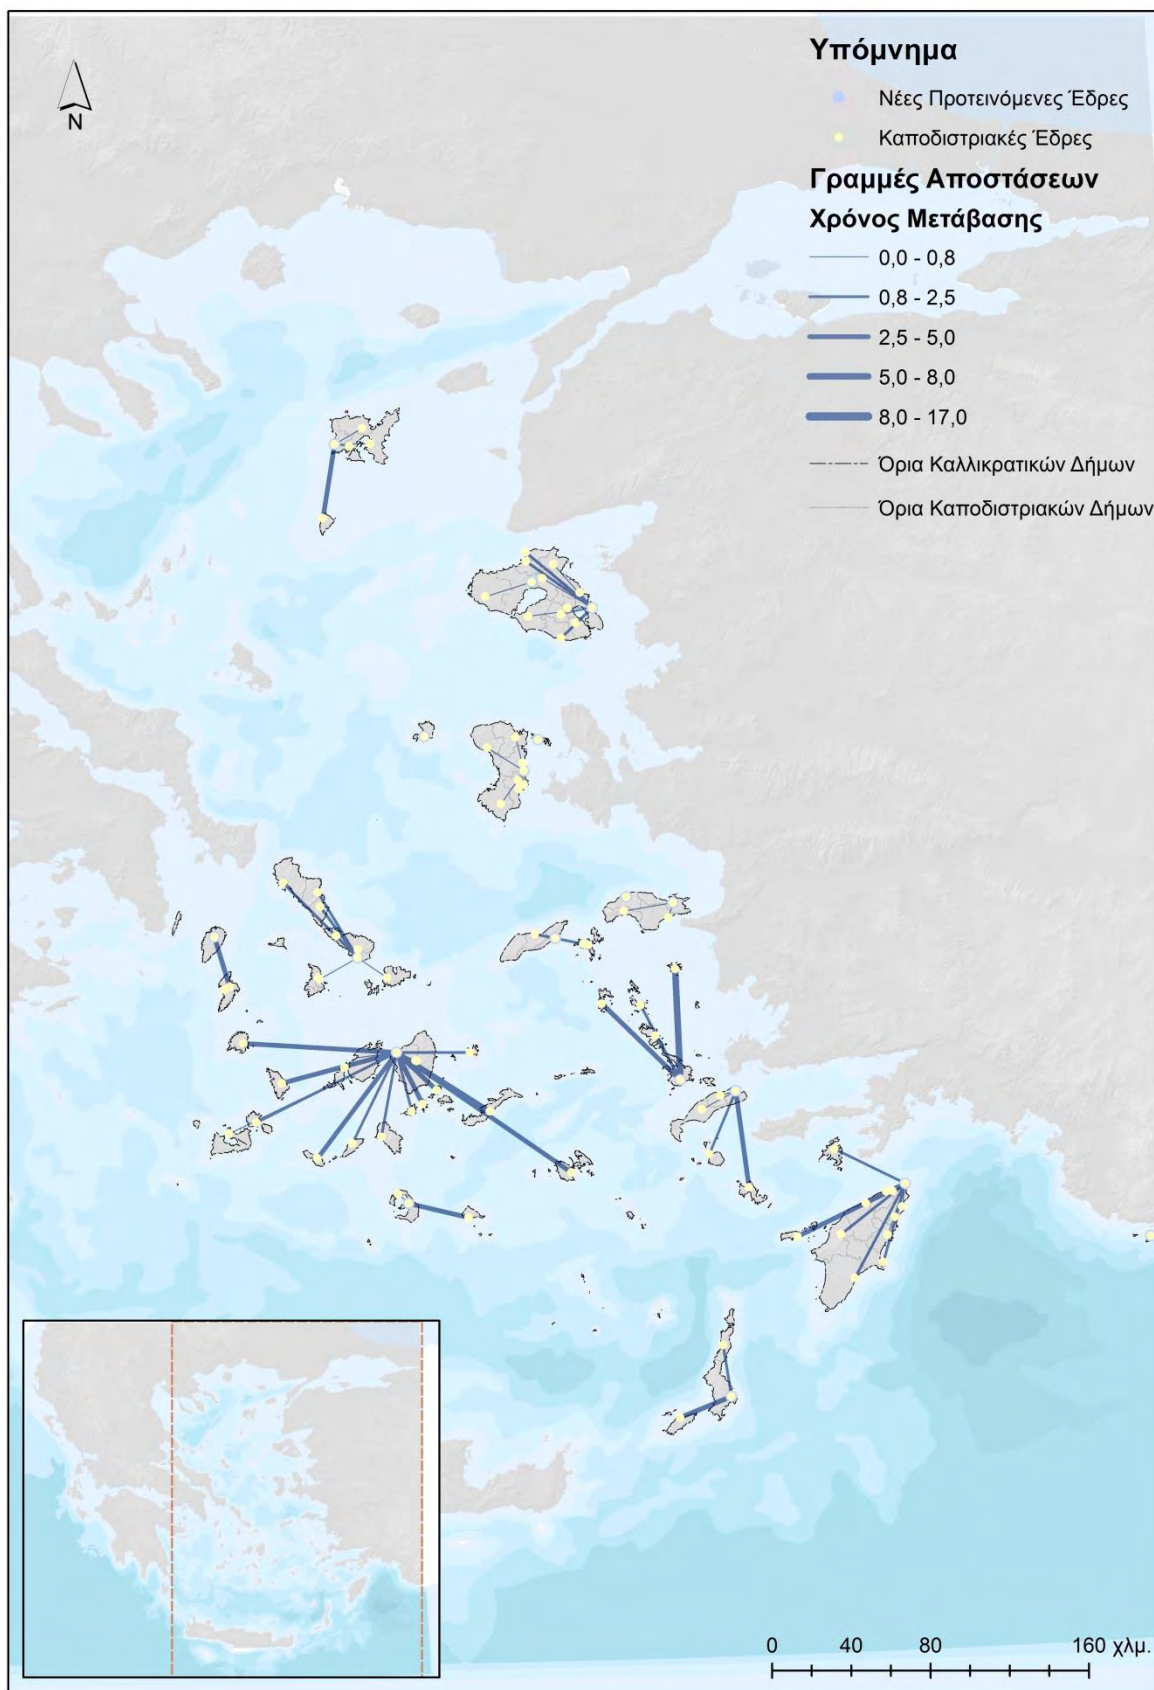 N
Υπόμνημα
Νέες Προτεινόμενες Έδρες
Καποδιστριακές Έδρες
Γραμμές Αποστάσεων
Χρόνος Μετάβασης
0,0 - 0,8
0,8 - 2,5
2,5 - 5,0
5,0 - 8,0
8,0 - 17,0
Όρια Καλλικρατικών Δήμων
Όρια Καποδιστριακών Δήμων
0 40 80 160 χλμ.